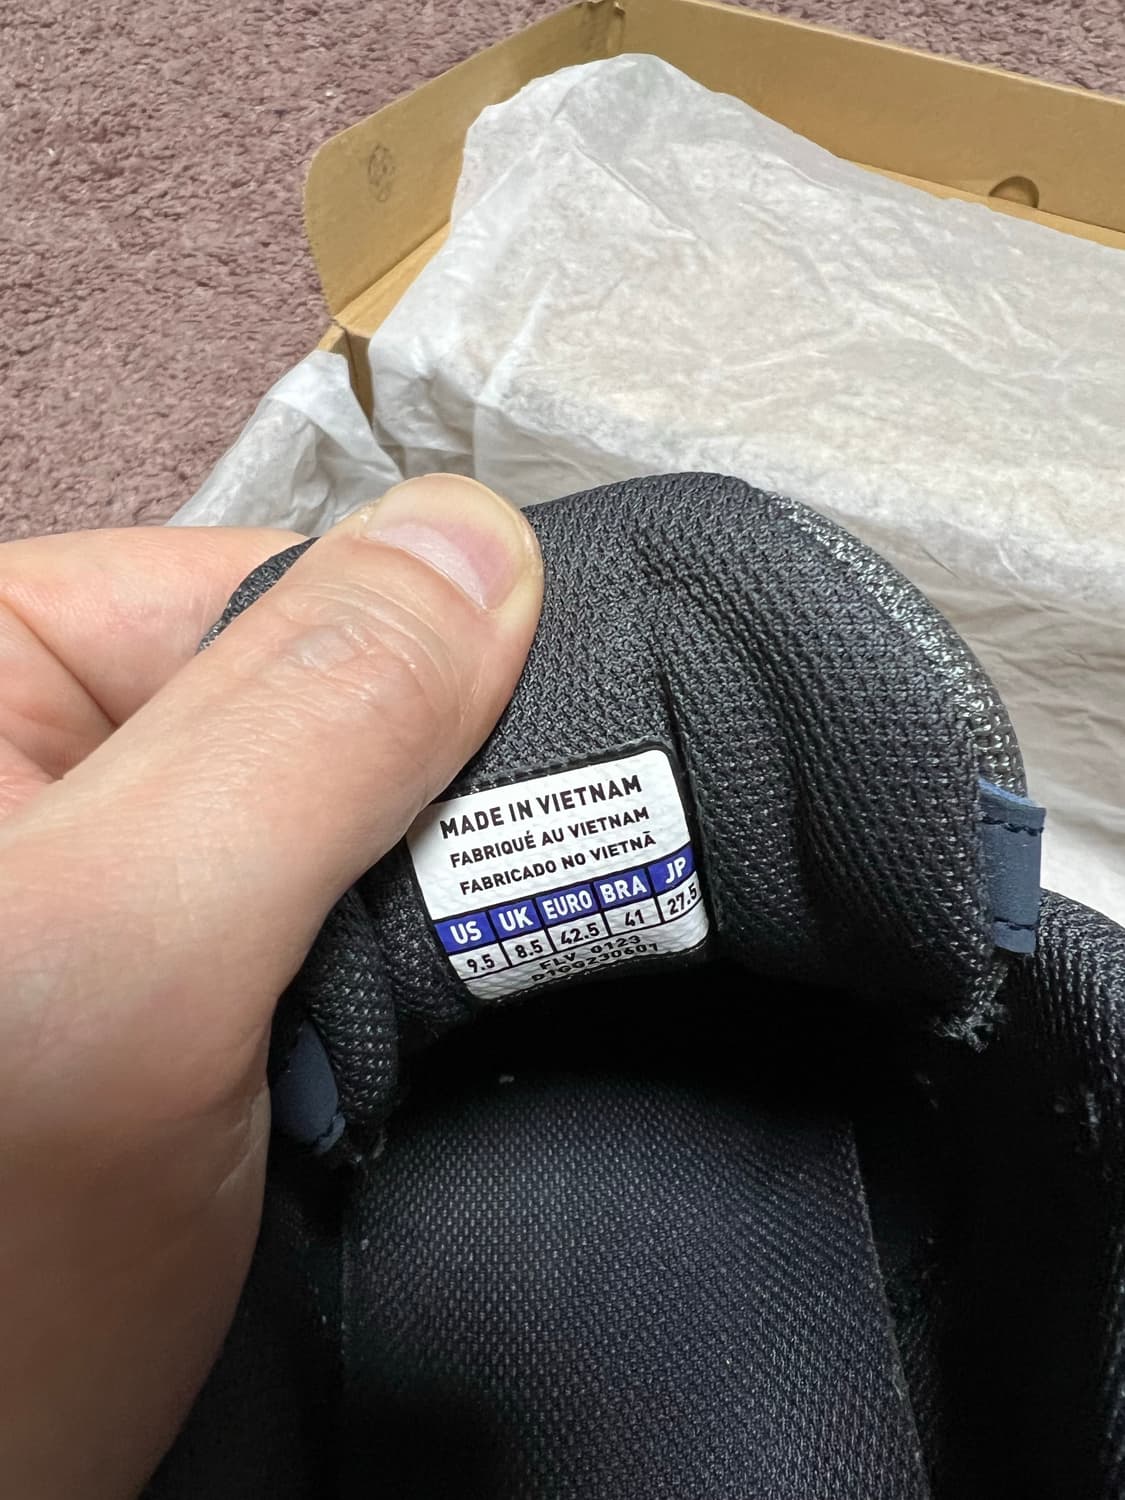 MADE IN VIETNAM
FABRIQUÉ AU VIETNAM
FABRICADO NO VIETNÃ
US UK EURO BRA JP
9.5 8.5 42.5 41 27.5
FLV 0123
D1GG230601